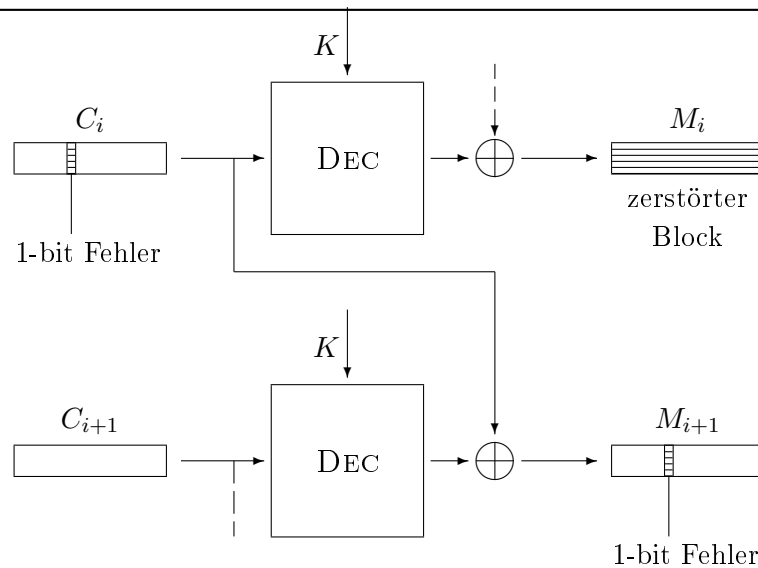 K
C_i
DEC
M_i
1-bit Fehler
zerstörter
Block
K
C_{i+1}
DEC
M_{i+1}
1-bit Fehler